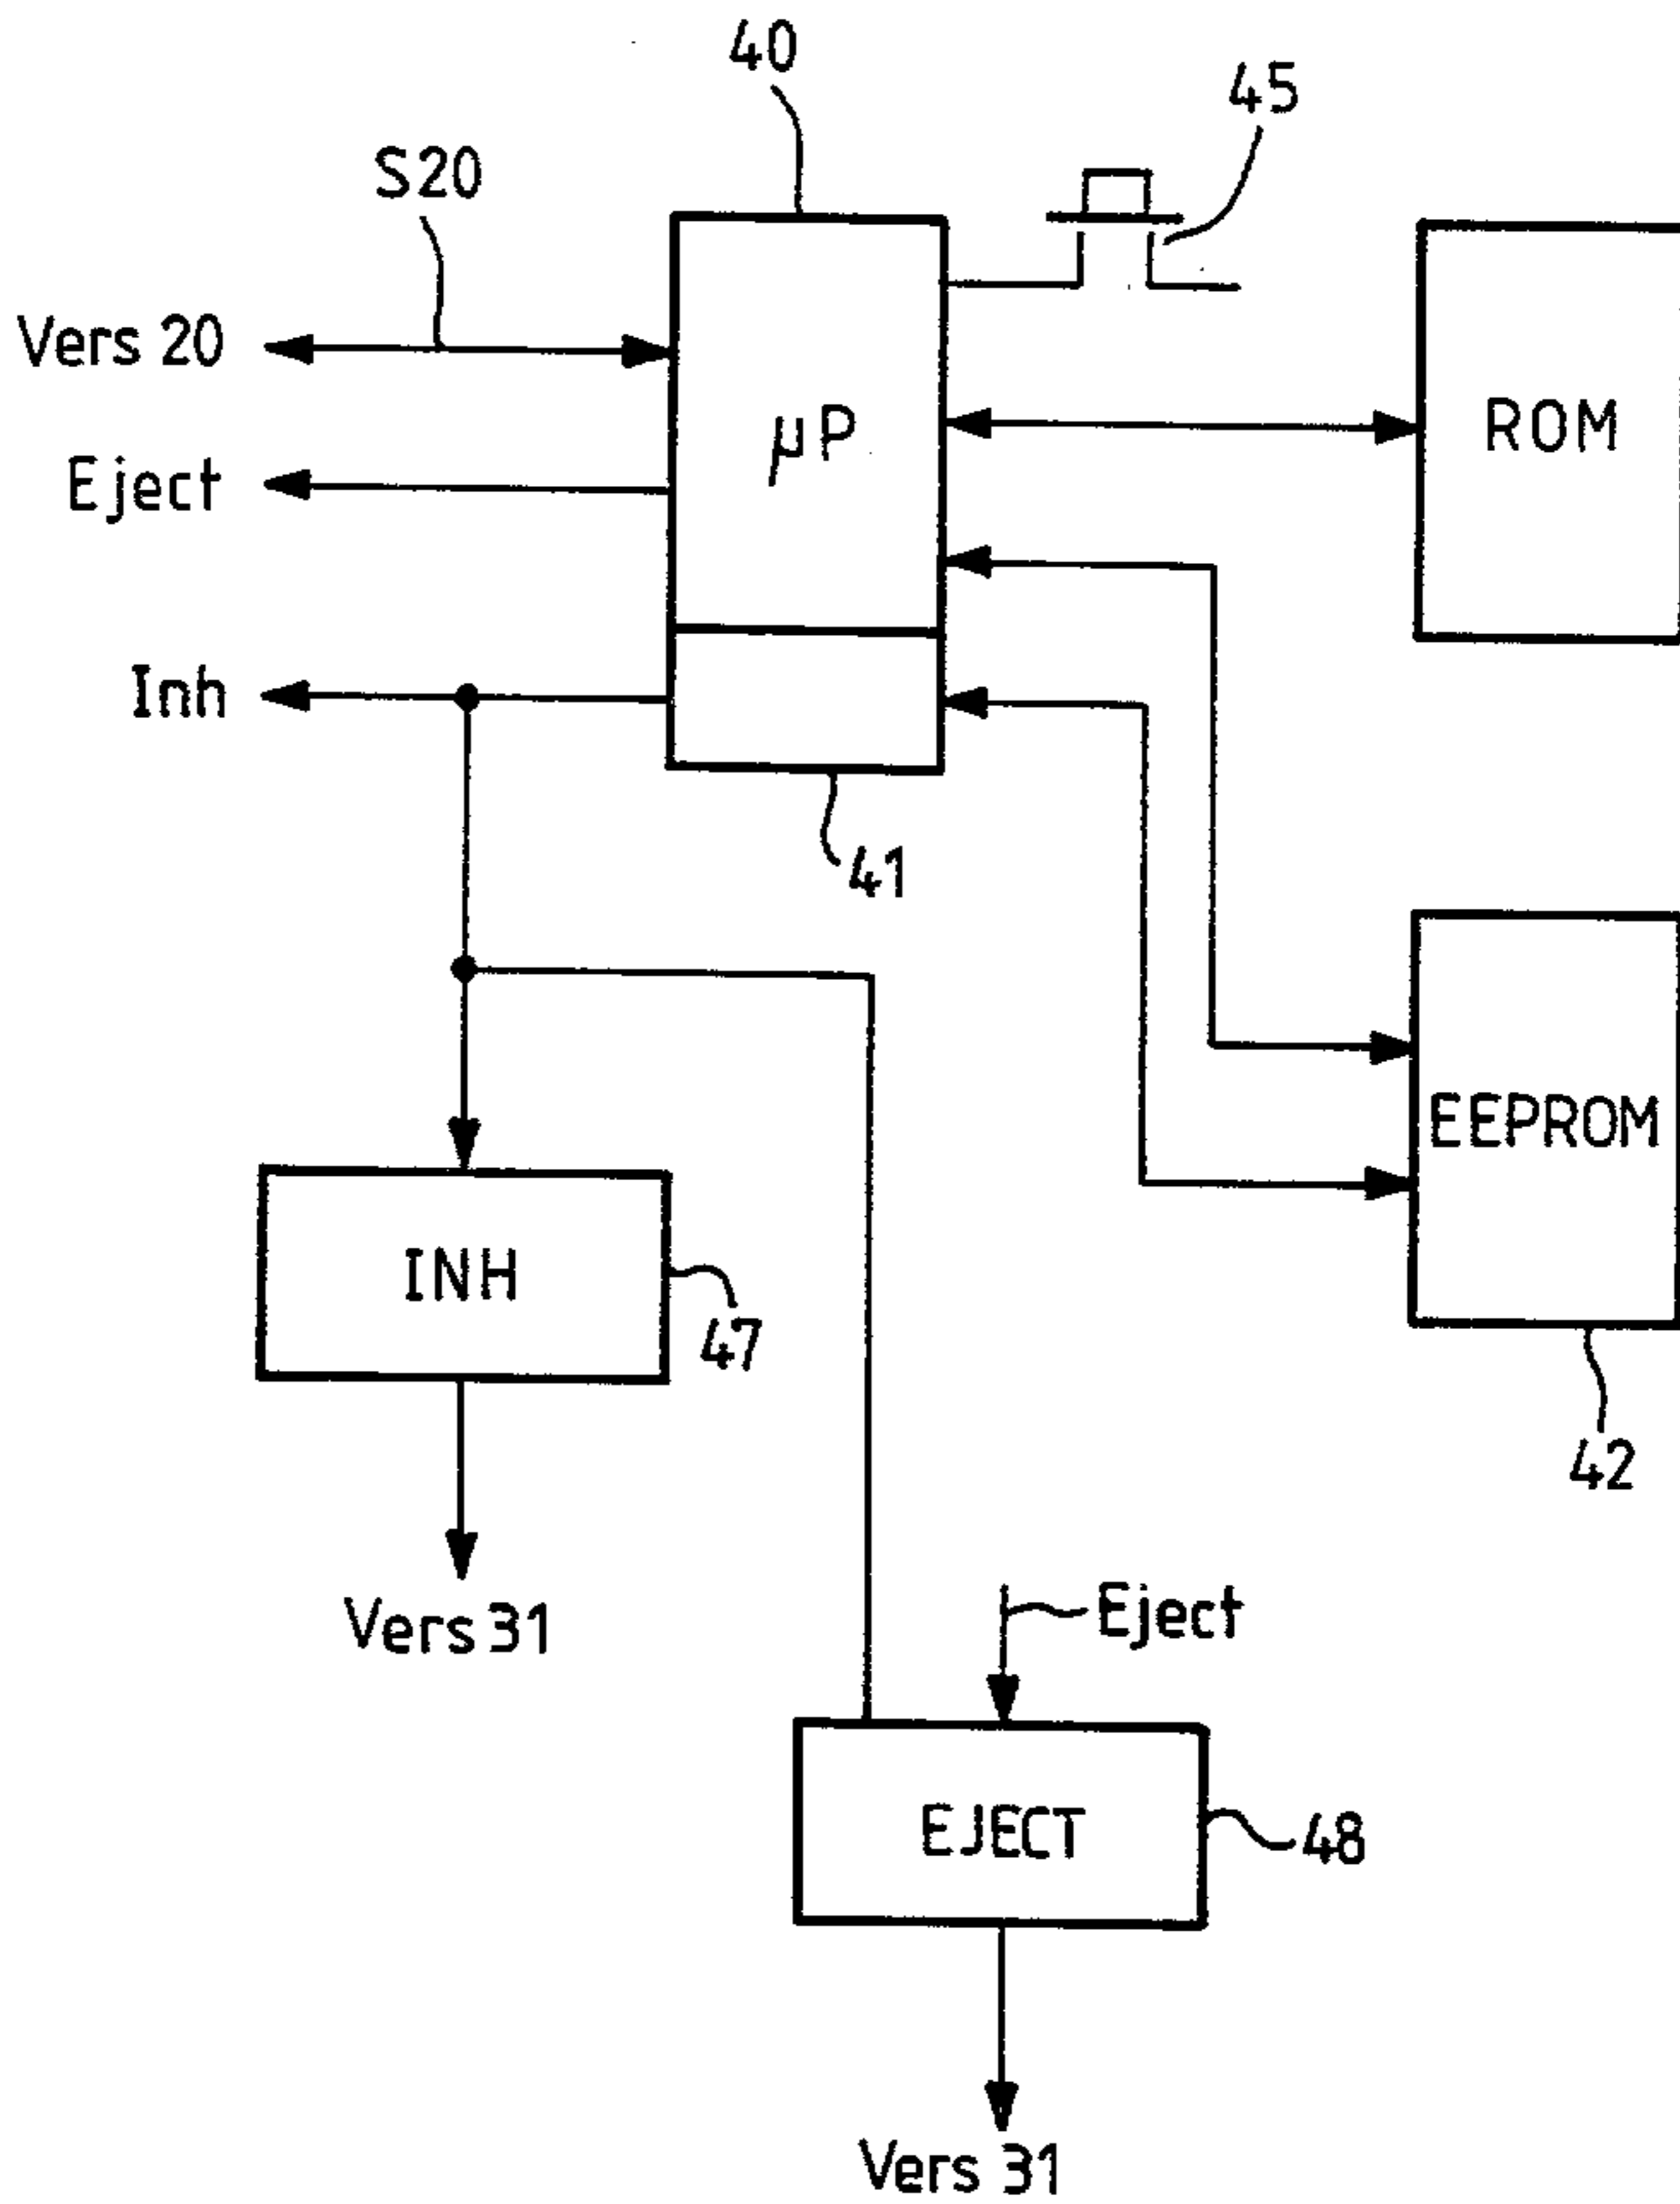 40
45
S20
Vers 20
µP
ROM
Eject
Inh
41
EEPROM
INH
47
42
Vers 31
Eject
EJECT
48
Vers 31